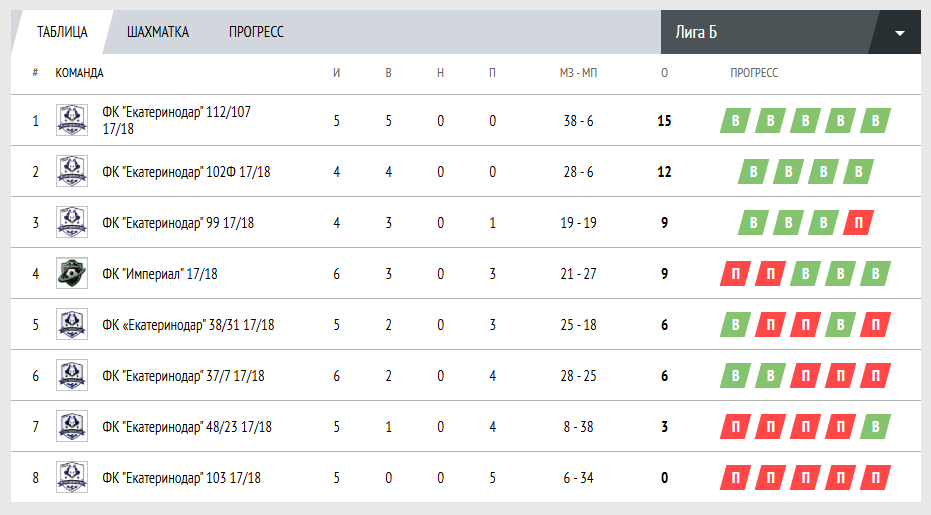 ТАБЛИЦА ШАХМАТКА ПРОГРЕСС Лига Б
# КОМАНДА И В Н П МЗ - МП О ПРОГРЕСС
1 ФК "Екатеринодар" 112/107
17/18 5 5 0 0 38 - 6 15 В В В В В
2 ФК "Екатеринодар" 102Ф 17/18 4 4 0 0 28 - 6 12 В В В В
3 ФК "Екатеринодар" 99 17/18 4 3 0 1 19 - 19 9 В В В П
4 ФК "Империал" 17/18 6 3 0 3 21 - 27 9 П П В В В
5 ФК «Екатеринодар" 38/31 17/18 5 2 0 3 25 - 18 6 В П П В П
6 ФК "Екатеринодар" 37/7 17/18 6 2 0 4 28 - 25 6 В В П П П
7 ФК "Екатеринодар" 48/23 17/18 5 1 0 4 8 - 38 3 П П П П В
8 ФК "Екатеринодар" 103 17/18 5 0 0 5 6 - 34 0 П П П П П